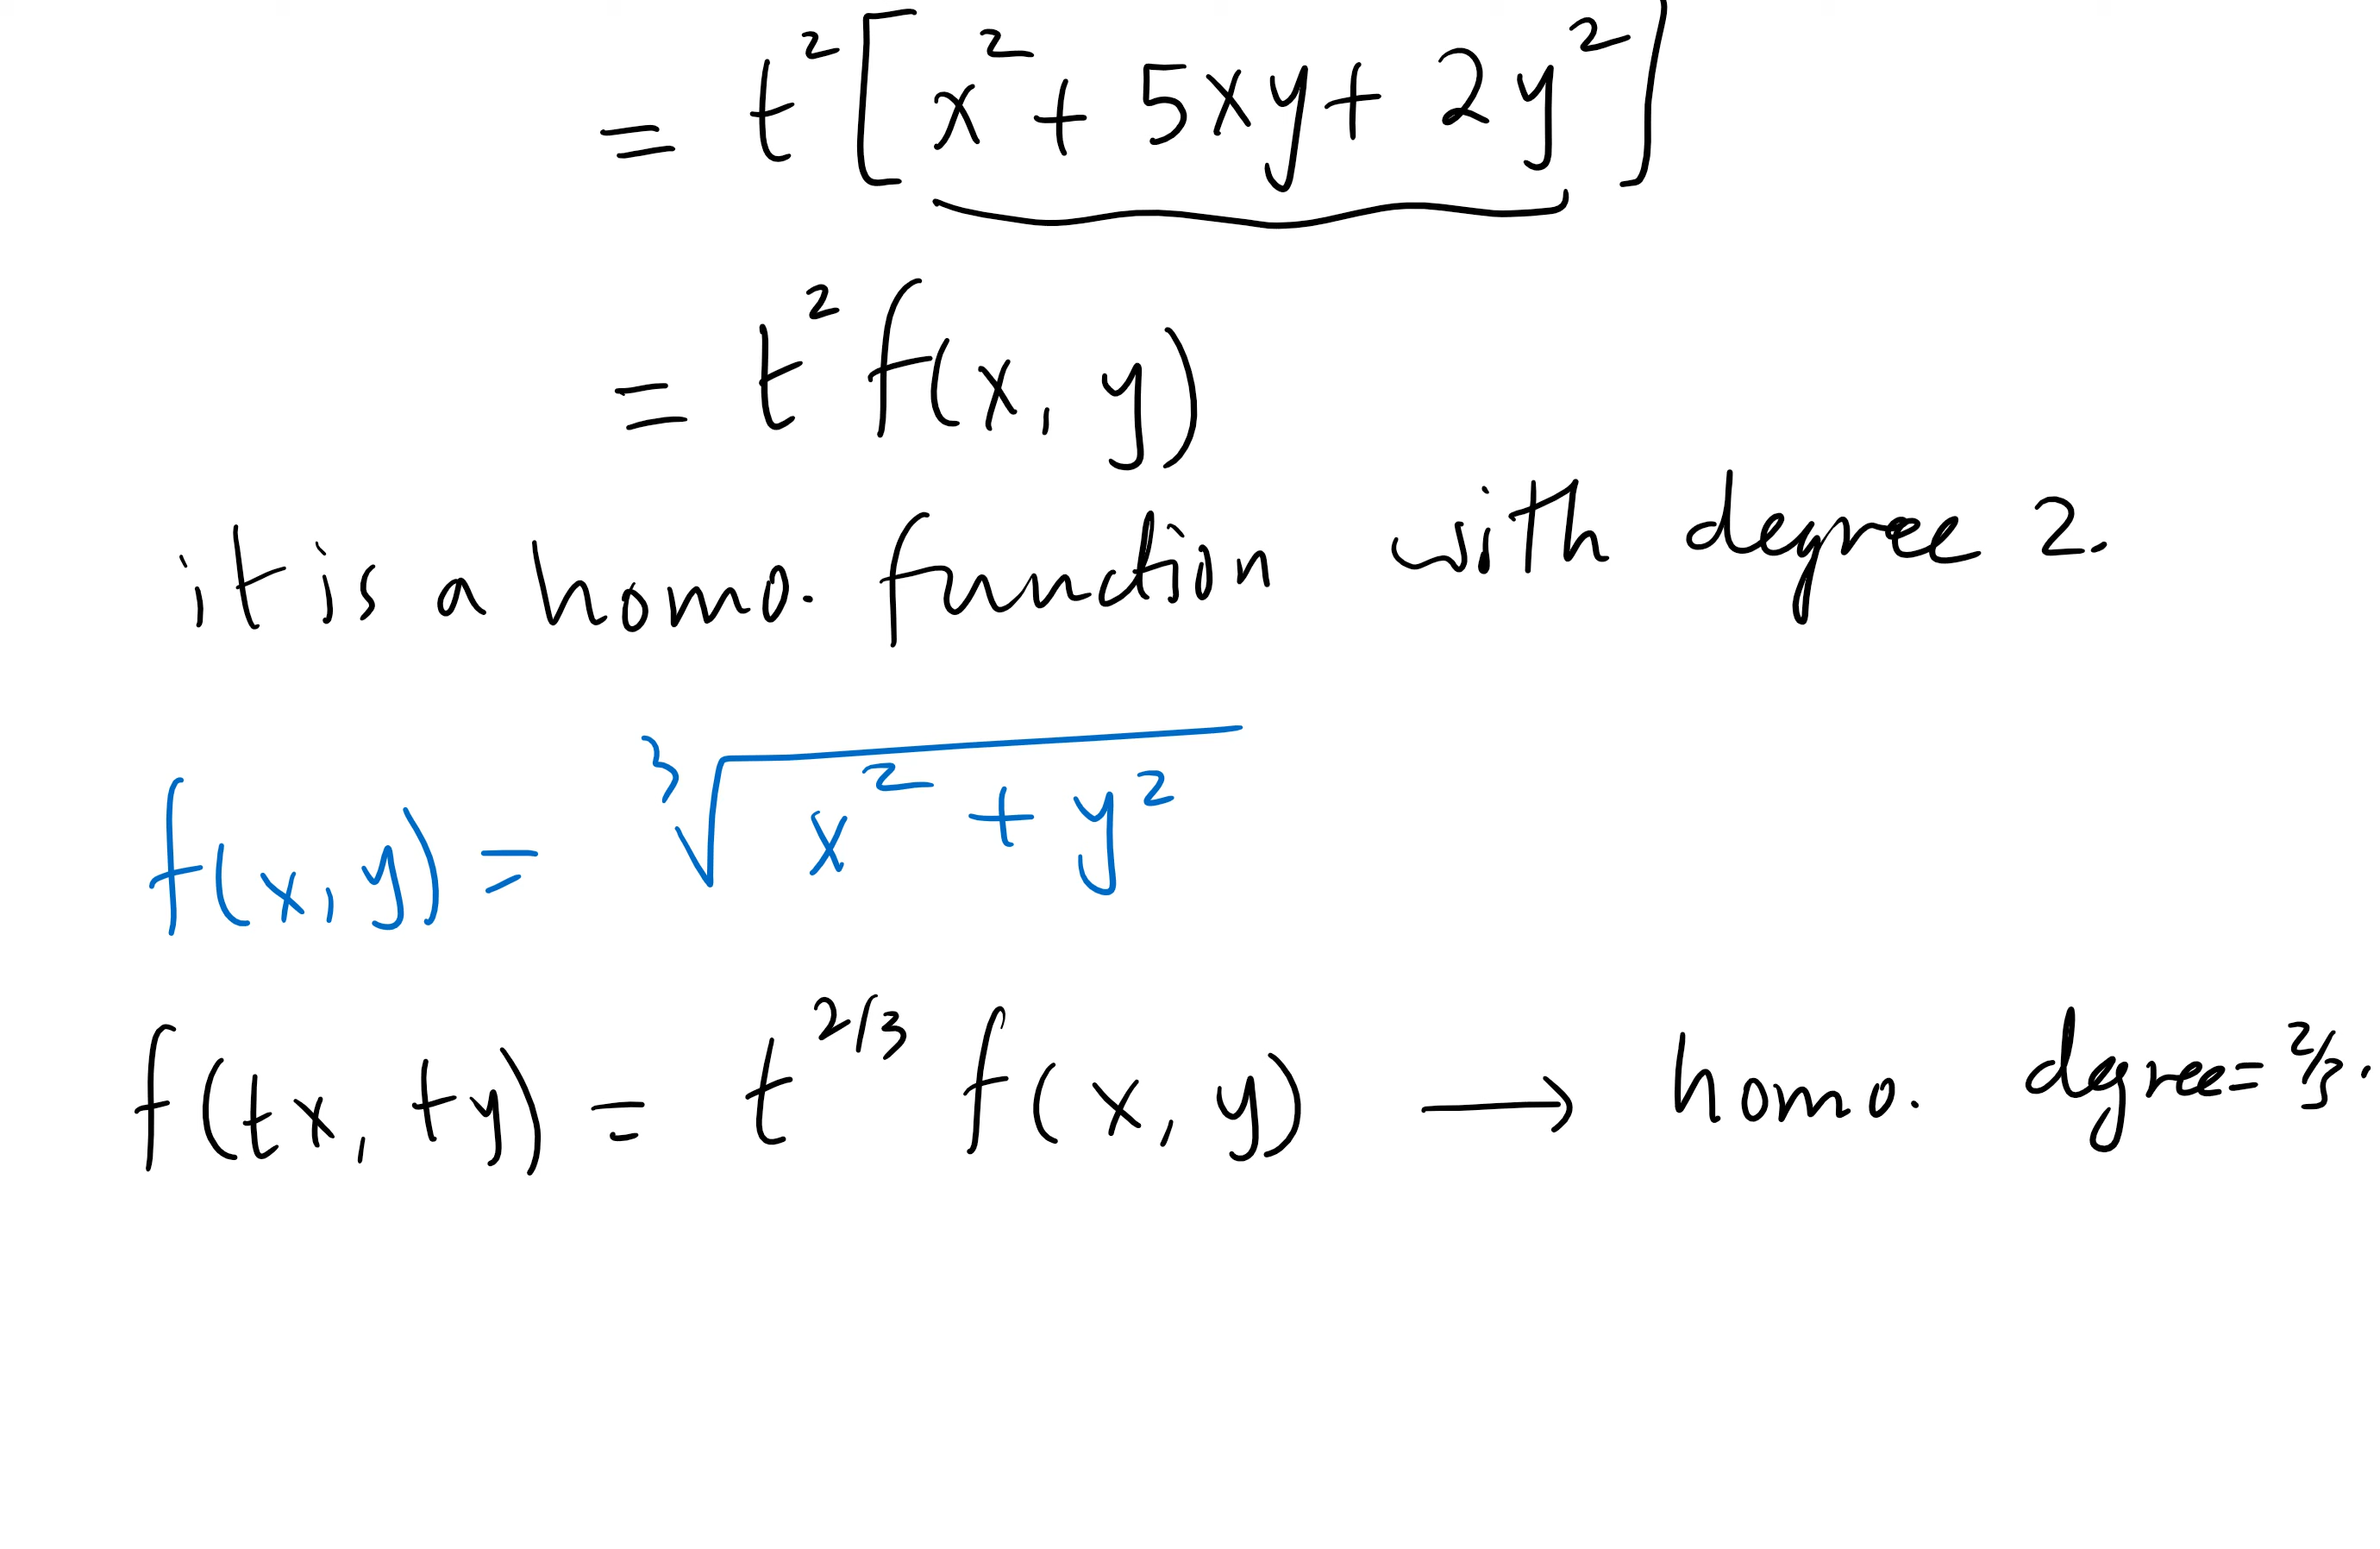 = t² [ x² + 5xy + 2y² ]
= t² f(x, y)
it is a homo. function with degree 2.
f(x, y) = ∛(x² + y²)
f(tx, ty) = t^2/3 f(x, y) → homo. degree = 2/3.